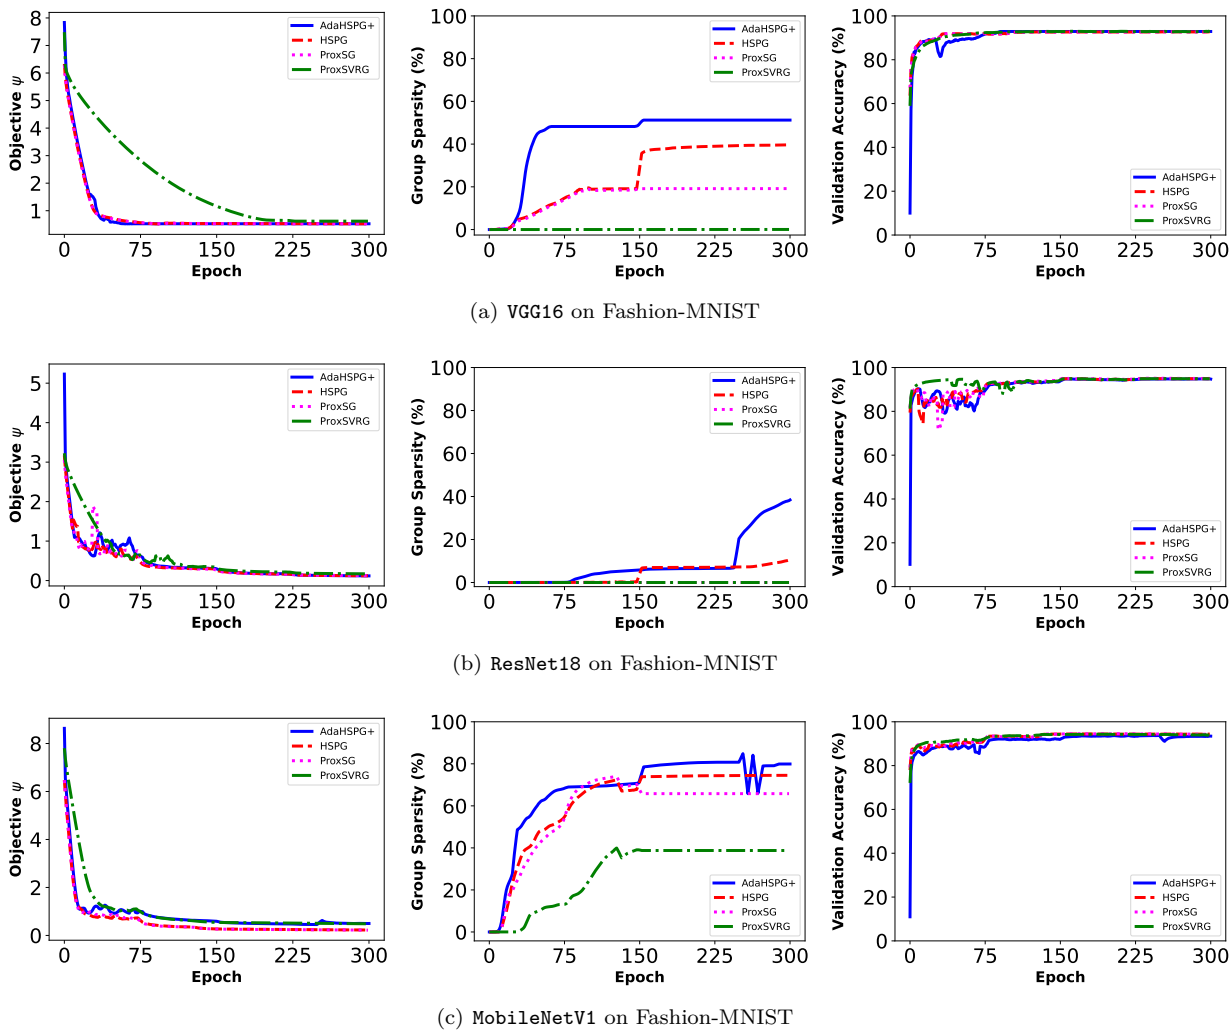 8
7
6
5
4
3
2
1
0 75 150 225 300
Objective ψ
Epoch
AdaHSPG+
HSPG
ProxSG
ProxSVRG
100
80
60
40
20
0
0 75 150 225 300
Group Sparsity (%)
Epoch
AdaHSPG+
HSPG
ProxSG
ProxSVRG
100
80
60
40
20
0
0 75 150 225 300
Validation Accuracy (%)
Epoch
AdaHSPG+
HSPG
ProxSG
ProxSVRG
(a) VGG16 on Fashion-MNIST
5
4
3
2
1
0
0 75 150 225 300
Objective ψ
Epoch
AdaHSPG+
HSPG
ProxSG
ProxSVRG
100
80
60
40
20
0
0 75 150 225 300
Group Sparsity (%)
Epoch
AdaHSPG+
HSPG
ProxSG
ProxSVRG
100
80
60
40
20
0
0 75 150 225 300
Validation Accuracy (%)
Epoch
AdaHSPG+
HSPG
ProxSG
ProxSVRG
(b) ResNet18 on Fashion-MNIST
8
6
4
2
0
0 75 150 225 300
Objective ψ
Epoch
AdaHSPG+
HSPG
ProxSG
ProxSVRG
100
80
60
40
20
0
0 75 150 225 300
Group Sparsity (%)
Epoch
AdaHSPG+
HSPG
ProxSG
ProxSVRG
100
80
60
40
20
0
0 75 150 225 300
Validation Accuracy (%)
Epoch
AdaHSPG+
HSPG
ProxSG
ProxSVRG
(c) MobileNetV1 on Fashion-MNIST